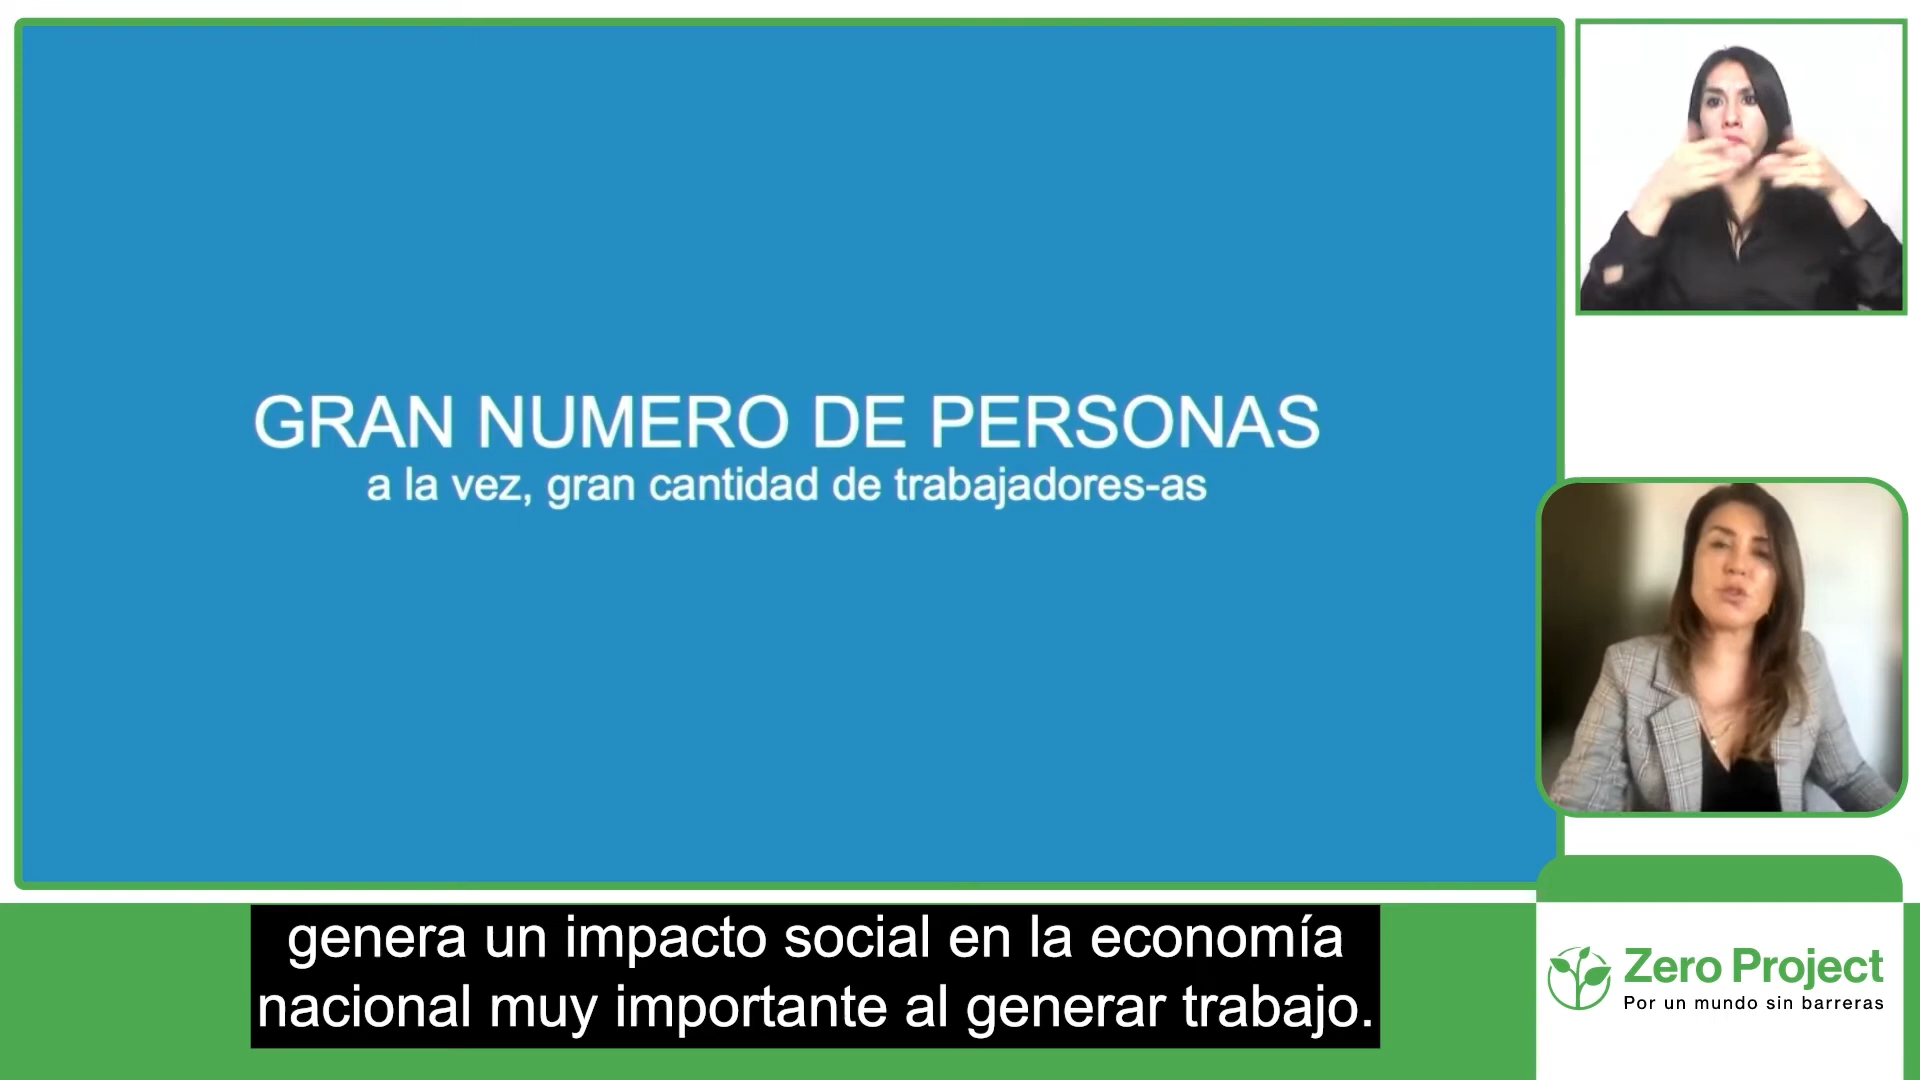 GRAN NUMERO DE PERSONAS
a la vez, gran cantidad de trabajadores-as
genera un impacto social en la economía
nacional muy importante al generar trabajo.
Zero Project
Por un mundo sin barreras